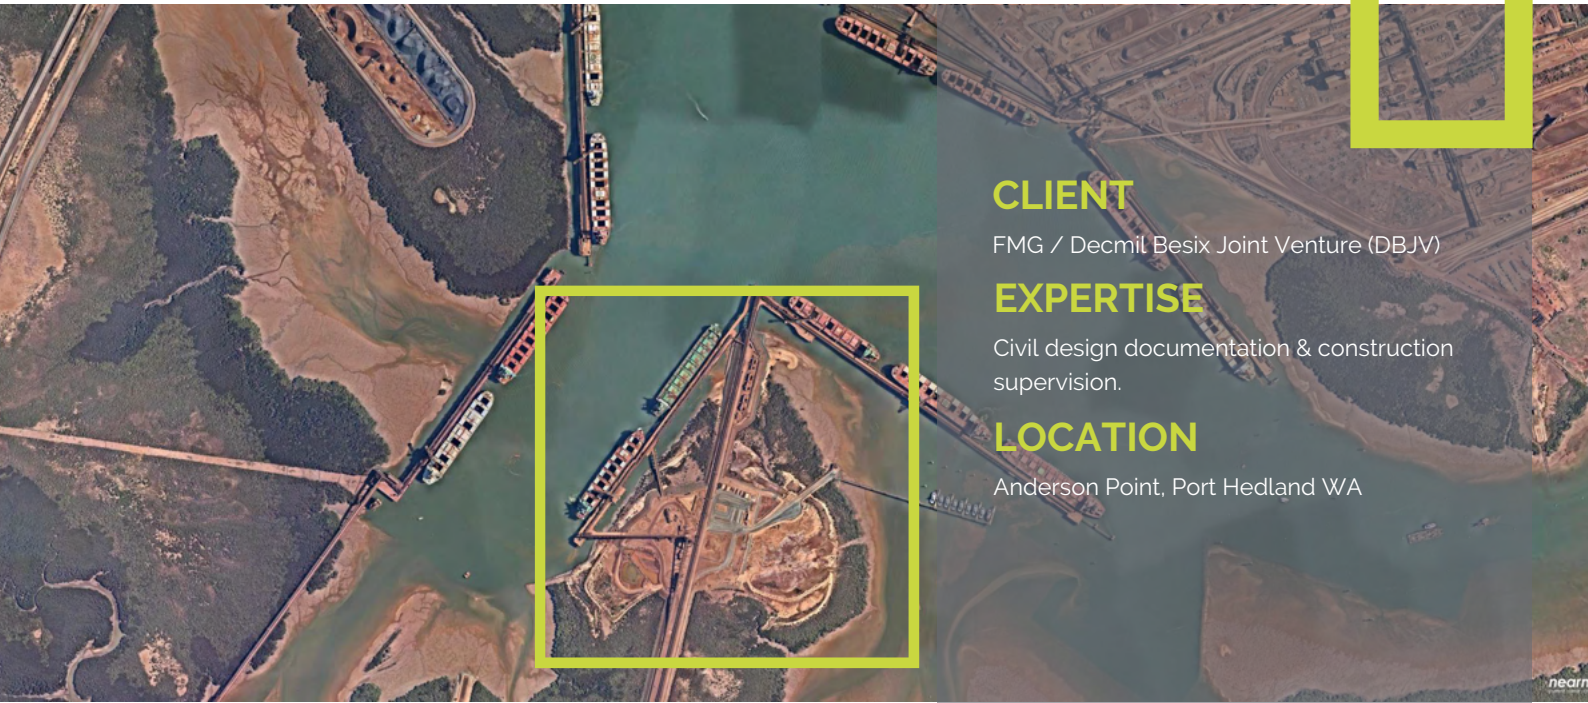 CLIENT
FMG / Decmil Besix Joint Venture (DBJV)
EXPERTISE
Civil design documentation & construction
supervision.
LOCATION
Anderson Point, Port Hedland WA